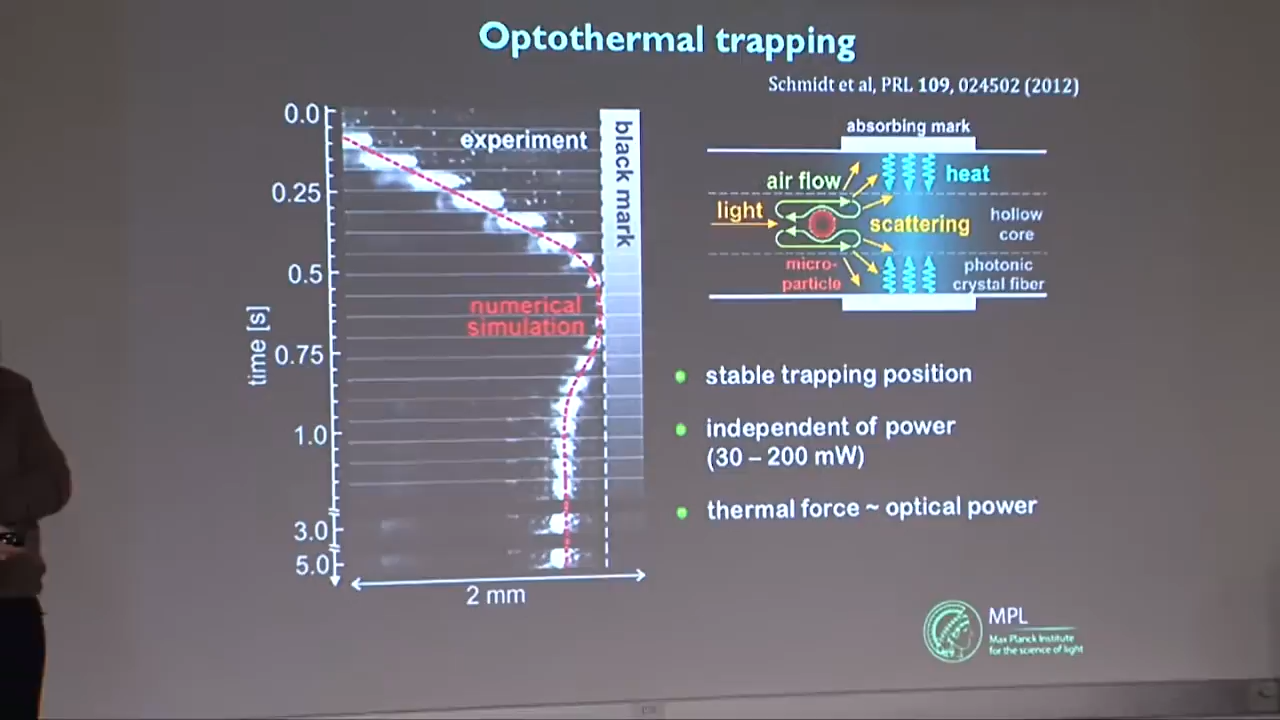 Optothermal trapping
Schmidt et al, PRL 109, 024502 (2012)
0.0
0.25
0.5
0.75
1.0
3.0
5.0
time [s]
experiment
black mark
numerical
simulation
2 mm
absorbing mark
air flow
heat
light
scattering
hollow
core
micro-
particle
photonic
crystal fiber
stable trapping position
independent of power
(30 – 200 mW)
thermal force ~ optical power
MPL
Max Planck Institute
for the science of light